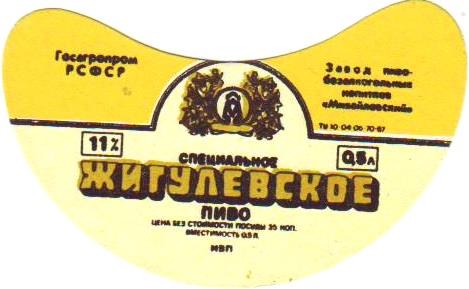 Госагропром
РСФСР
Завод пиво-
безалкогольных
напитков
«Михайловский»
ТУ 10·04·06·70·87
11%
0,5л
СПЕЦИАЛЬНОЕ
ЖИГУЛЕВСКОЕ
ПИВО
ЦЕНА БЕЗ СТОИМОСТИ ПОСУДЫ 35 КОП.
ВМЕСТИМОСТЬ 0,5 Л.